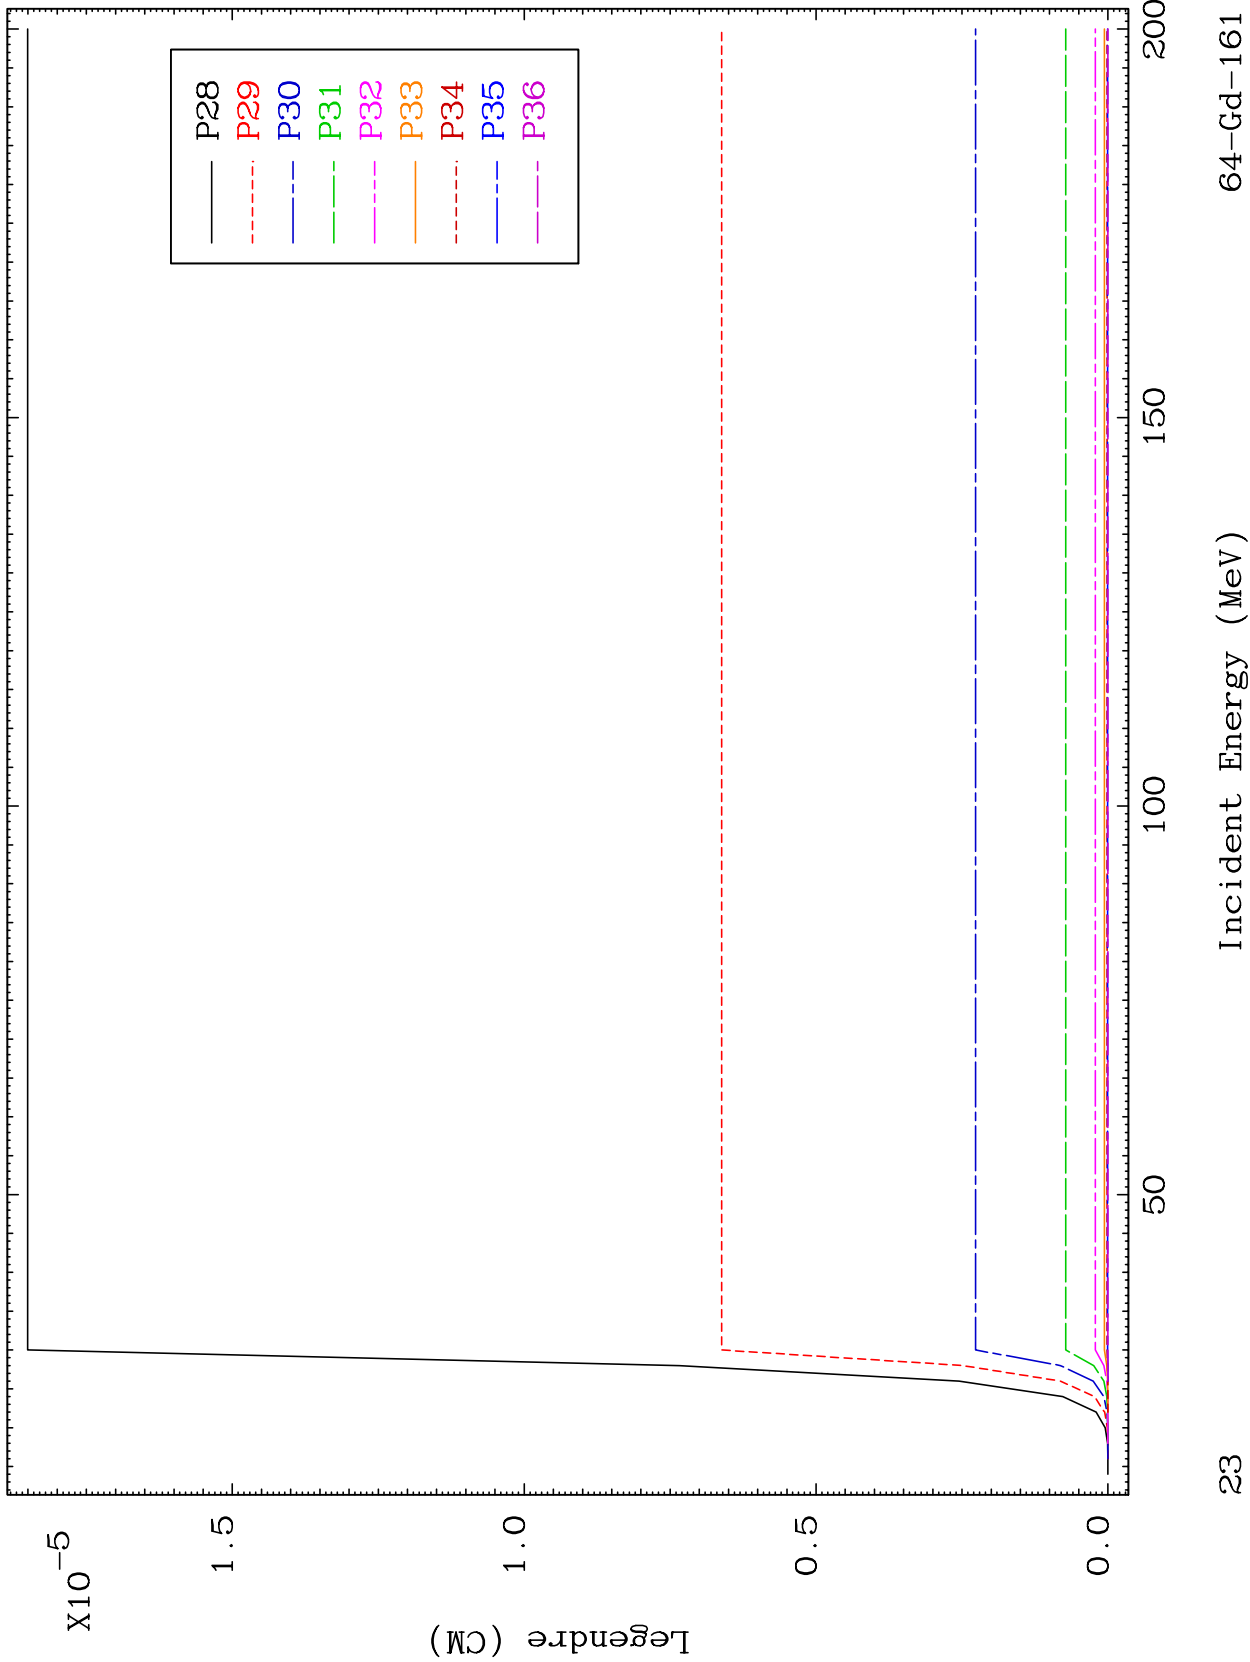 X10-5
1.5
1.0
0.5
0.0
Legendre (CM)
P28
P29
P30
P31
P32
P33
P34
P35
P36
50
100
150
200
Incident Energy (MeV)
23
64-Gd-161